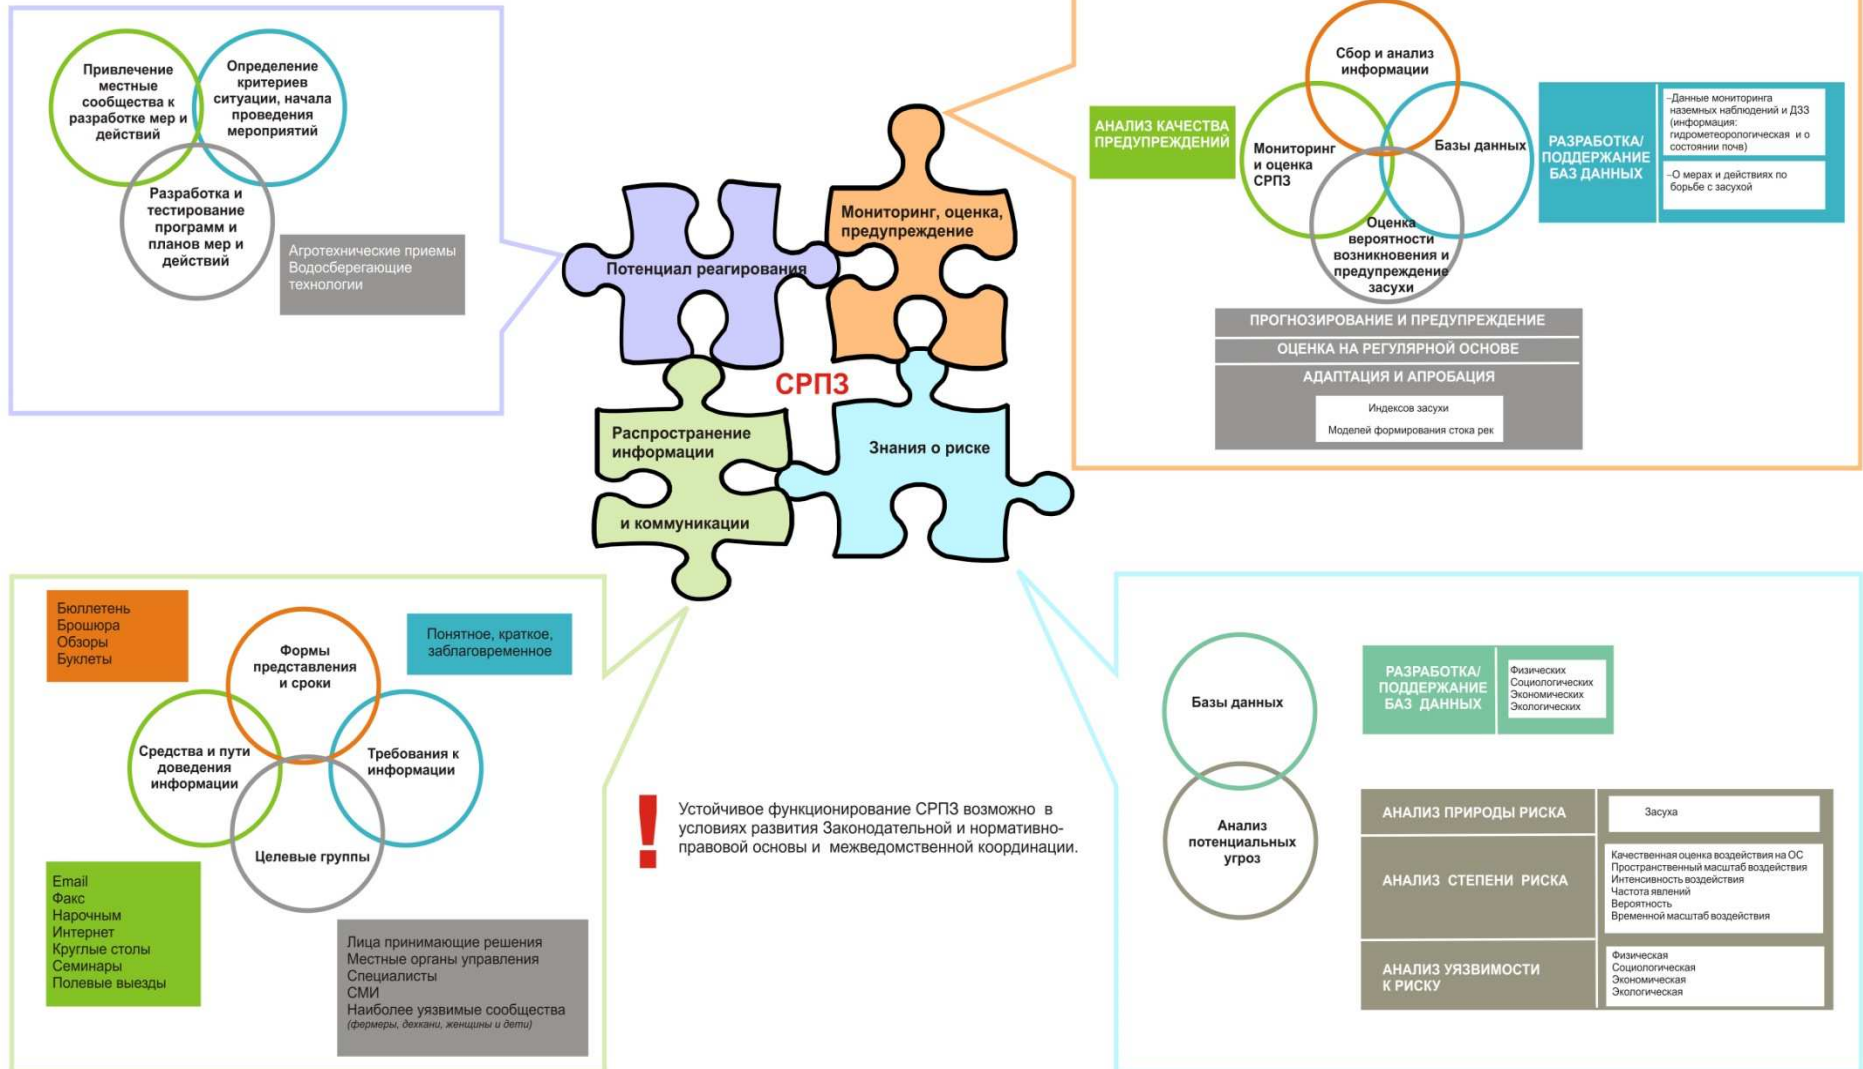 Привлечение
местные
сообщества к
разработке мер и
действий
Определение
критериев
ситуации, начала
проведения
мероприятий
Разработка и
тестирование
программ и
планов мер и
действий
Агротехнические приемы
Водосберегающие
технологии
Сбор и анализ
информации
АНАЛИЗ КАЧЕСТВА
ПРЕДУПРЕЖДЕНИЙ
Мониторинг
и оценка
СРПЗ
Базы данных
Оценка
вероятности
возникновения и
предупреждение
засухи
РАЗРАБОТКА/
ПОДДЕРЖАНИЕ
БАЗ ДАННЫХ
–Данные мониторинга
наземных наблюдений и ДЗЗ
(информация:
гидрометеорологическая и о
состоянии почв)
–О мерах и действиях по
борьбе с засухой
ПРОГНОЗИРОВАНИЕ И ПРЕДУПРЕЖДЕНИЕ
ОЦЕНКА НА РЕГУЛЯРНОЙ ОСНОВЕ
АДАПТАЦИЯ И АПРОБАЦИЯ
Индексов засухи
Моделей формирования стока рек
Потенциал реагирования
Мониторинг, оценка,
предупреждение
СРПЗ
Распространение
информации
и коммуникации
Знания о риске
Бюллетень
Брошюра
Обзоры
Буклеты
Формы
представления
и сроки
Понятное, краткое,
заблаговременное
Средства и пути
доведения
информации
Требования к
информации
Целевые группы
Email
Факс
Нарочным
Интернет
Круглые столы
Семинары
Полевые выезды
Лица принимающие решения
Местные органы управления
Специалисты
СМИ
Наиболее уязвимые сообщества
(фермеры, дехкани, женщины и дети)
!
Устойчивое функционирование СРПЗ возможно в
условиях развития Законодательной и нормативно-
правовой основы и межведомственной координации.
Базы данных
Анализ
потенциальных
угроз
РАЗРАБОТКА/
ПОДДЕРЖАНИЕ
БАЗ ДАННЫХ
Физических
Социологических
Экономических
Экологических
АНАЛИЗ ПРИРОДЫ РИСКА
Засуха
АНАЛИЗ СТЕПЕНИ РИСКА
Качественная оценка воздействия на ОС
Пространственный масштаб воздействия
Интенсивность воздействия
Частота явлений
Вероятность
Временной масштаб воздействия
АНАЛИЗ УЯЗВИМОСТИ
К РИСКУ
Физическая
Социологическая
Экономическая
Экологическая